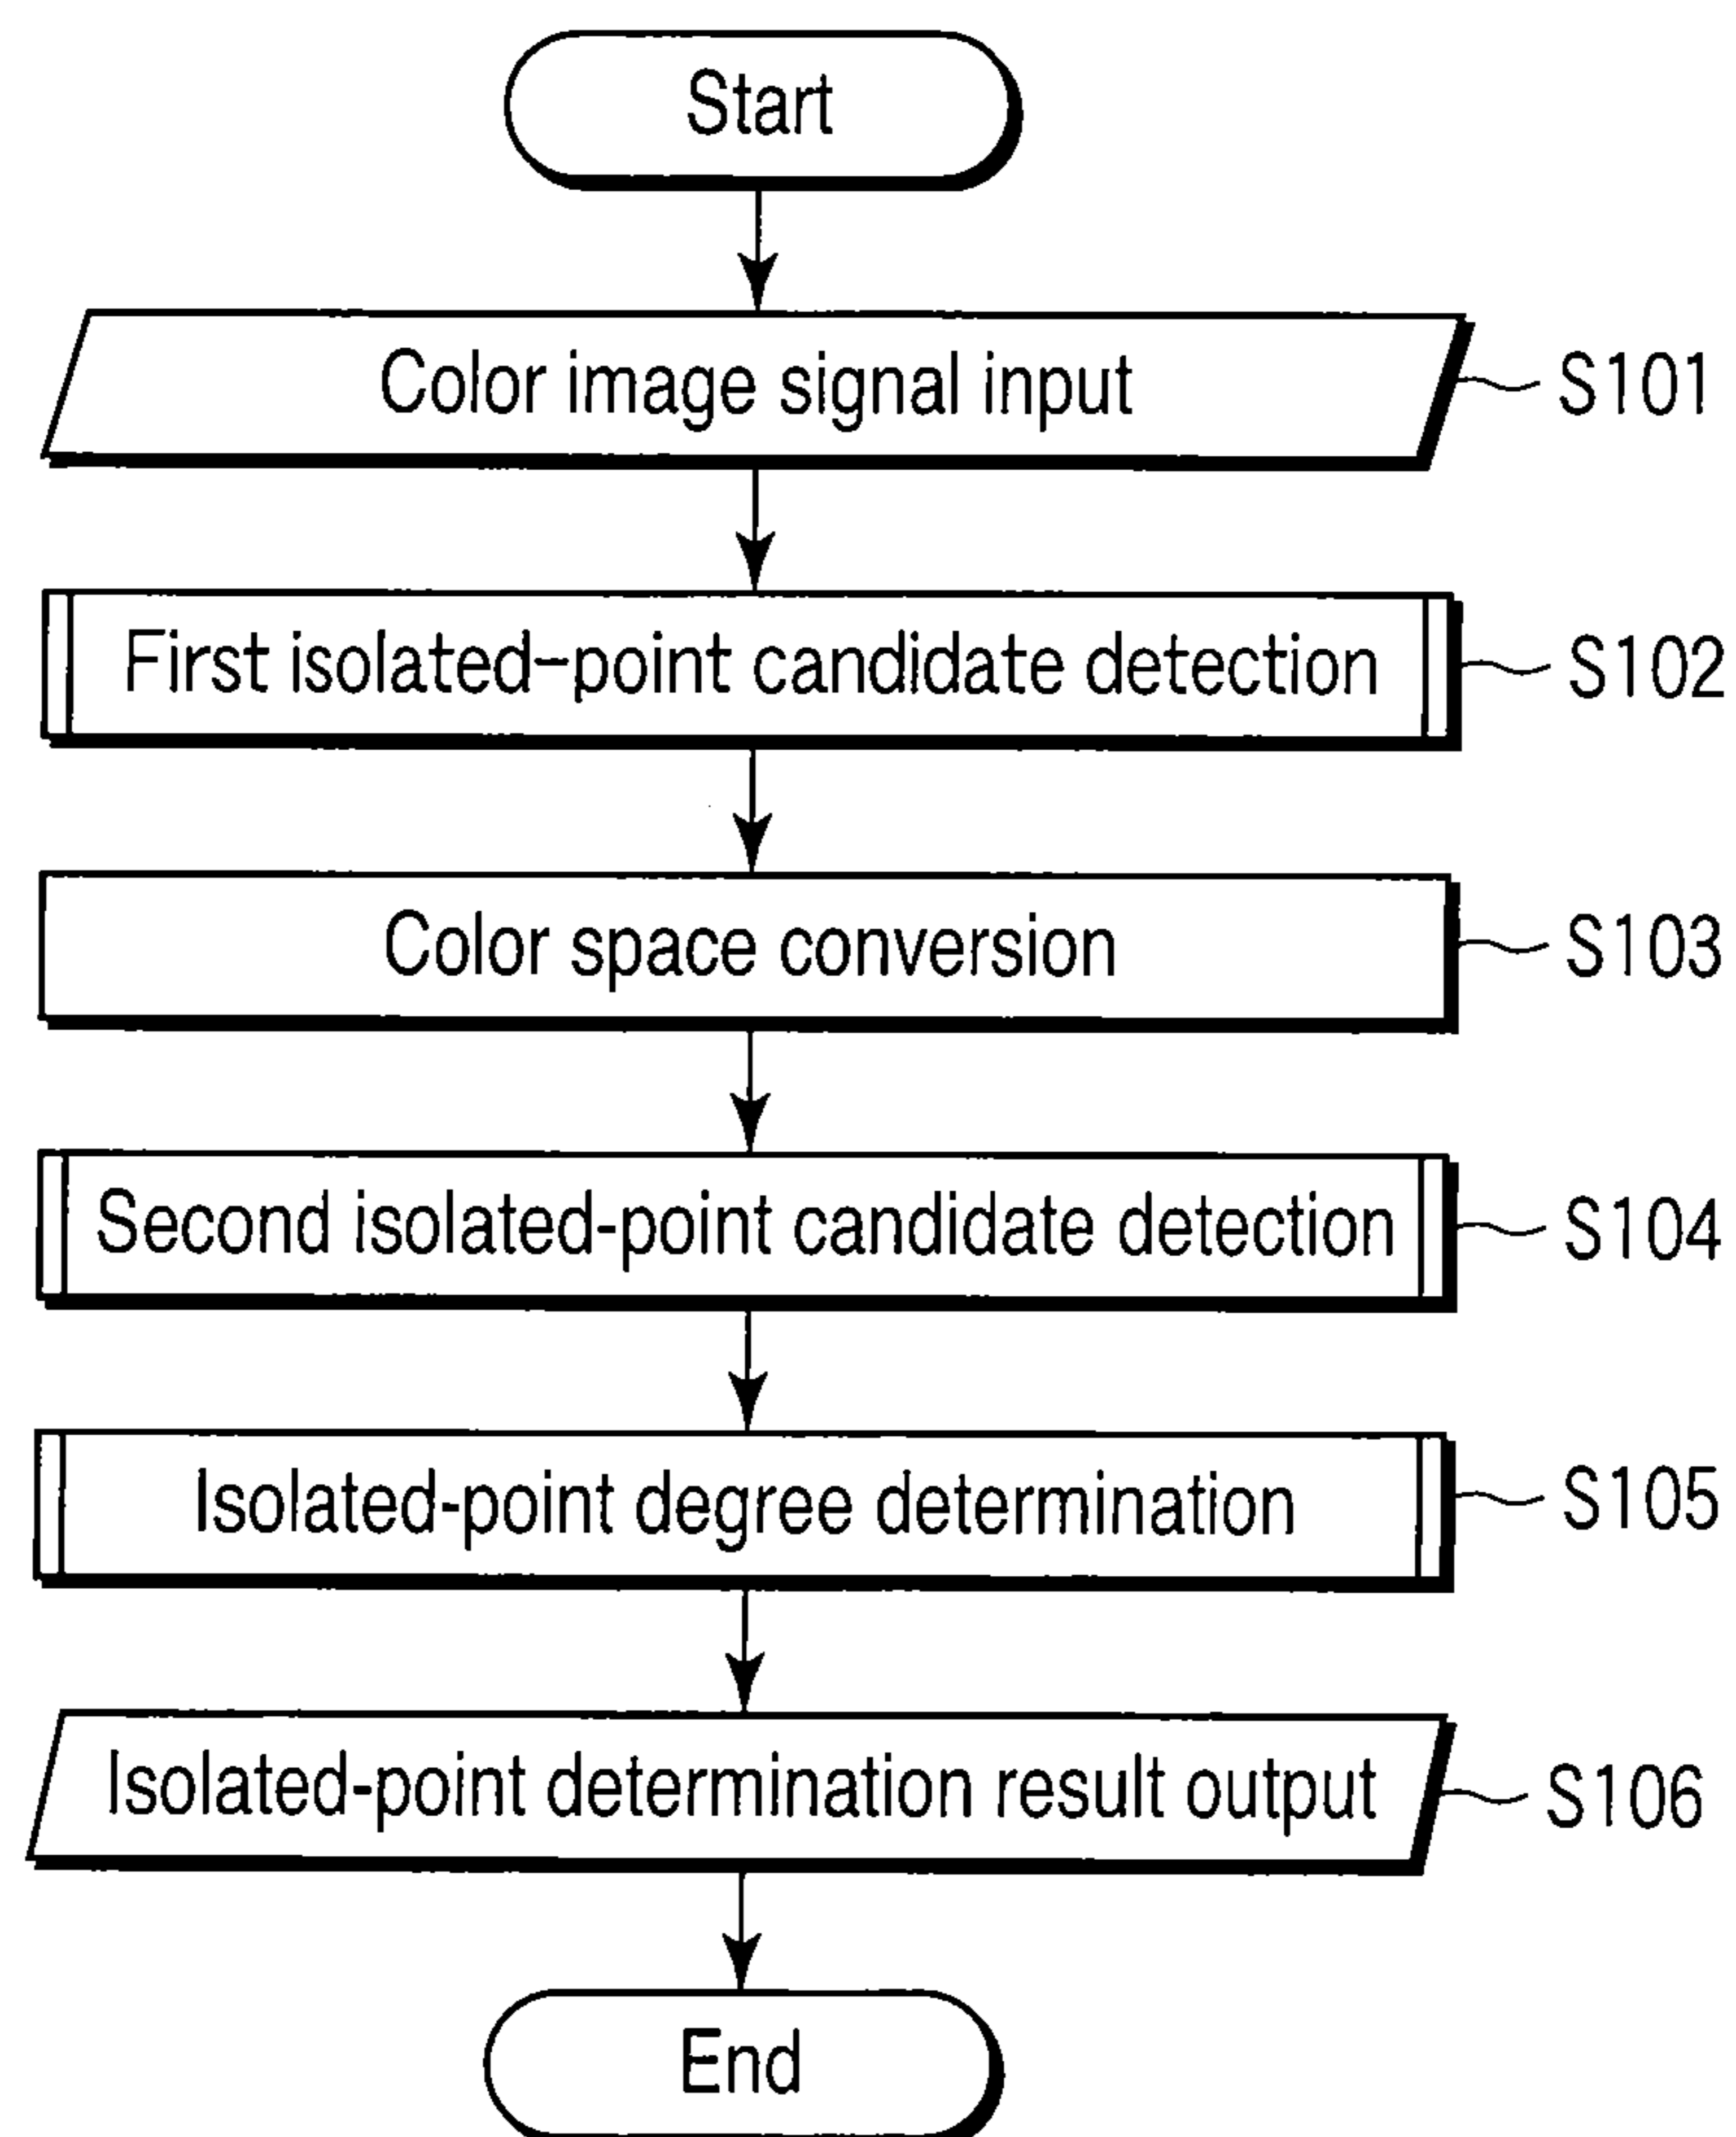 Start
Color image signal input
S101
First isolated-point candidate detection
S102
Color space conversion
S103
Second isolated-point candidate detection
S104
Isolated-point degree determination
S105
Isolated-point determination result output
S106
End